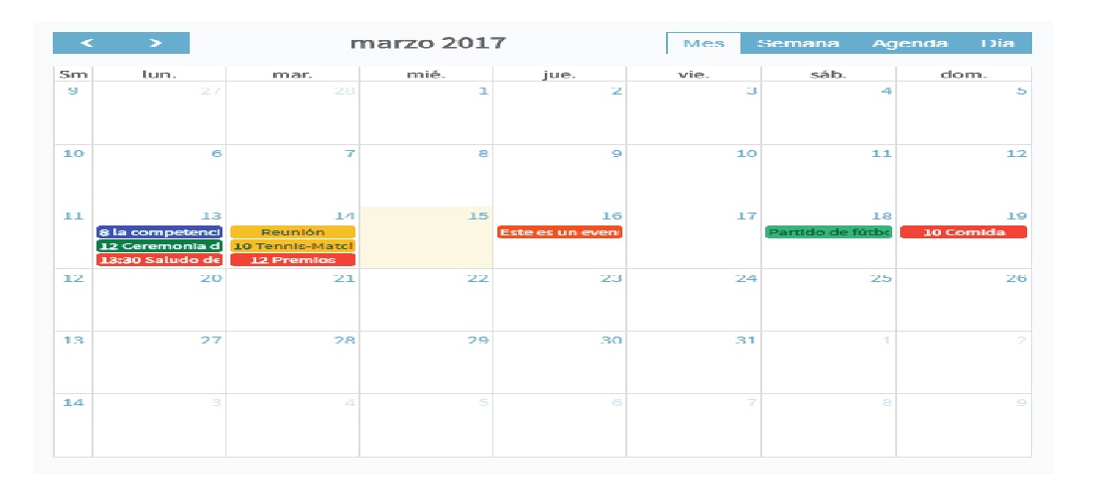 < > marzo 2017 Mes Semana Agenda Día
Sm lun. mar. mié. jue. vie. sáb. dom.
9 27 28 1 2 3 4 5
10 6 7 8 9 10 11 12
11 13 14 15 16 17 18 19
8 la competenci Reunión Este es un even Partido de fútbo 10 Comida
12 Ceremonia d 10 Tennis-Matcl
13:30 Saludo de 12 Premios
12 20 21 22 23 24 25 26
13 27 28 29 30 31 1 2
14 3 4 5 6 7 8 9